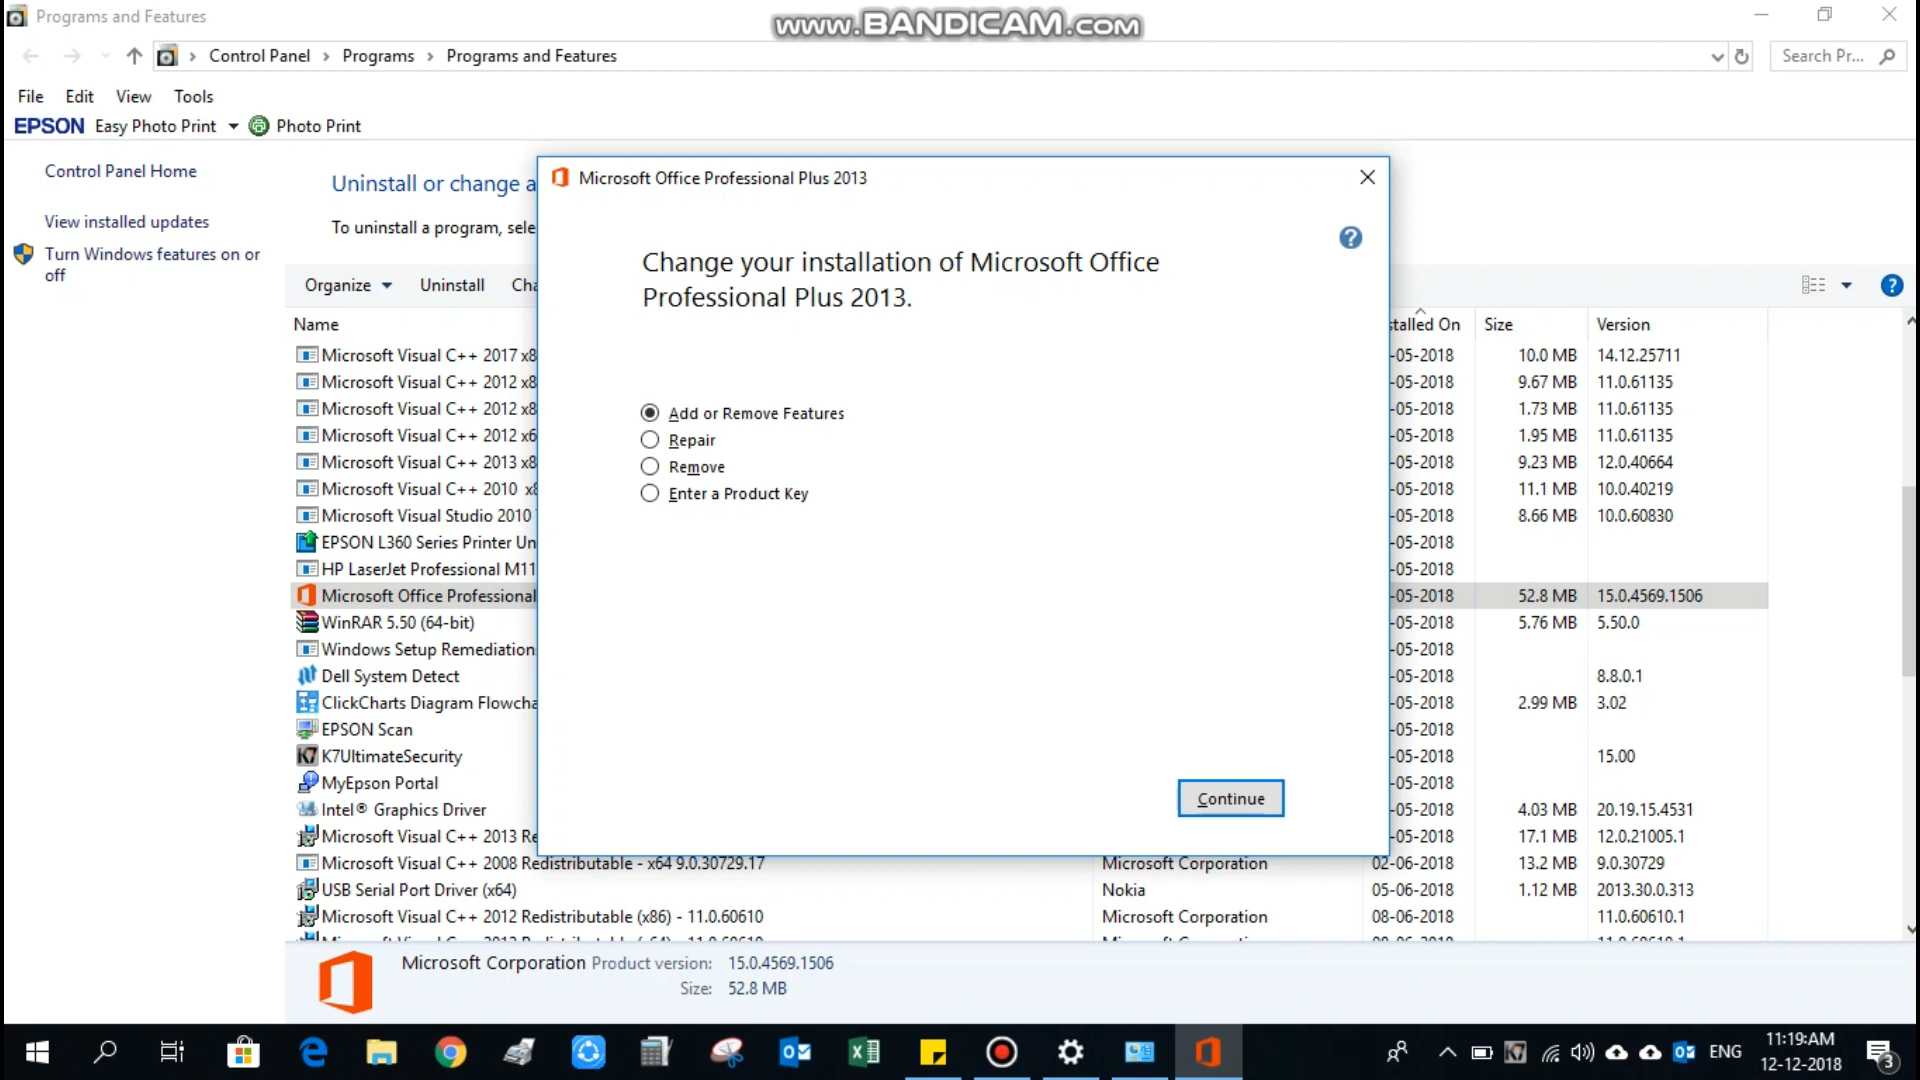 Programs and Features
www.BANDICAM.com
Control Panel > Programs > Programs and Features
Search Pr...
File Edit View Tools
EPSON Easy Photo Print Photo Print
Control Panel Home
View installed updates
Turn Windows features on or
off
Uninstall or change a
To uninstall a program, sele
Organize Uninstall Cha
Microsoft Office Professional Plus 2013
Change your installation of Microsoft Office
Professional Plus 2013.
Add or Remove Features
Repair
Remove
Enter a Product Key
Continue
Name stalled On Size Version
Microsoft Visual C++ 2017 x8 -05-2018 10.0 MB 14.12.25711
Microsoft Visual C++ 2012 x8 -05-2018 9.67 MB 11.0.61135
Microsoft Visual C++ 2012 x8 -05-2018 1.73 MB 11.0.61135
Microsoft Visual C++ 2012 x6 -05-2018 1.95 MB 11.0.61135
Microsoft Visual C++ 2013 x8 -05-2018 9.23 MB 12.0.40664
Microsoft Visual C++ 2010 x8 -05-2018 11.1 MB 10.0.40219
Microsoft Visual Studio 2010 -05-2018 8.66 MB 10.0.60830
EPSON L360 Series Printer Un -05-2018
HP LaserJet Professional M11 -05-2018
Microsoft Office Professional -05-2018 52.8 MB 15.0.4569.1506
WinRAR 5.50 (64-bit) -05-2018 5.76 MB 5.50.0
Windows Setup Remediation -05-2018
Dell System Detect -05-2018 8.8.0.1
ClickCharts Diagram Flowcha -05-2018 2.99 MB 3.02
EPSON Scan -05-2018
K7UltimateSecurity -05-2018 15.00
MyEpson Portal -05-2018
Intel® Graphics Driver -05-2018 4.03 MB 20.19.15.4531
Microsoft Visual C++ 2013 Re -05-2018 17.1 MB 12.0.21005.1
Microsoft Visual C++ 2008 Redistributable - x64 9.0.30729.17 Microsoft Corporation 02-06-2018 13.2 MB 9.0.30729
USB Serial Port Driver (x64) Nokia 05-06-2018 1.12 MB 2013.30.0.313
Microsoft Visual C++ 2012 Redistributable (x86) - 11.0.60610 Microsoft Corporation 08-06-2018 11.0.60610.1
Microsoft Corporation Product version: 15.0.4569.1506
Size: 52.8 MB
ENG
11:19:AM
12-12-2018
3